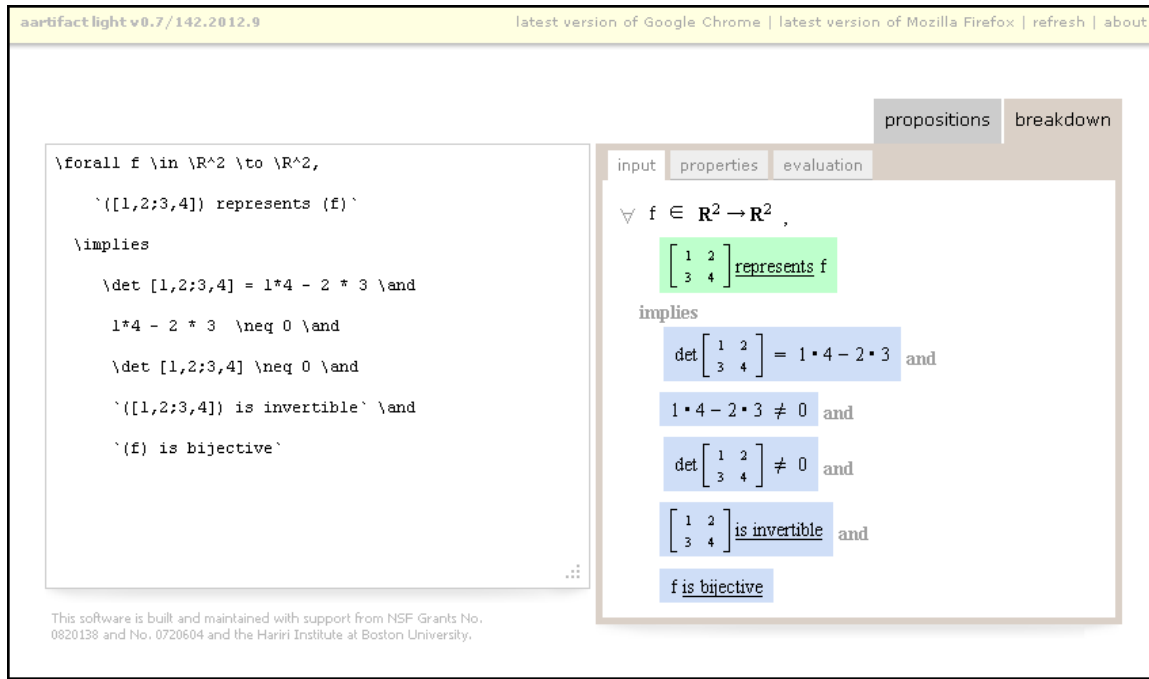 aartifact light v0.7/142.2012.9 latest version of Google Chrome | latest version of Mozilla Firefox | refresh | about
propositions breakdown
\forall f \in \R^2 \to \R^2,
`([1,2;3,4]) represents (f)`
\implies
\det [1,2;3,4] = 1*4 - 2 * 3 \and
1*4 - 2 * 3  \neq 0 \and
\det [1,2;3,4] \neq 0 \and
`([1,2;3,4]) is invertible` \and
`(f) is bijective`
This software is built and maintained with support from NSF Grants No.
0820138 and No. 0720604 and the Hariri Institute at Boston University.
input properties evaluation
∀ f ∈ R² → R² ,
[1 2
3 4] represents f
implies
det [1 2
3 4] = 1 • 4 − 2 • 3 and
1 • 4 − 2 • 3 ≠ 0 and
det [1 2
3 4] ≠ 0 and
[1 2
3 4] is invertible and
f is bijective